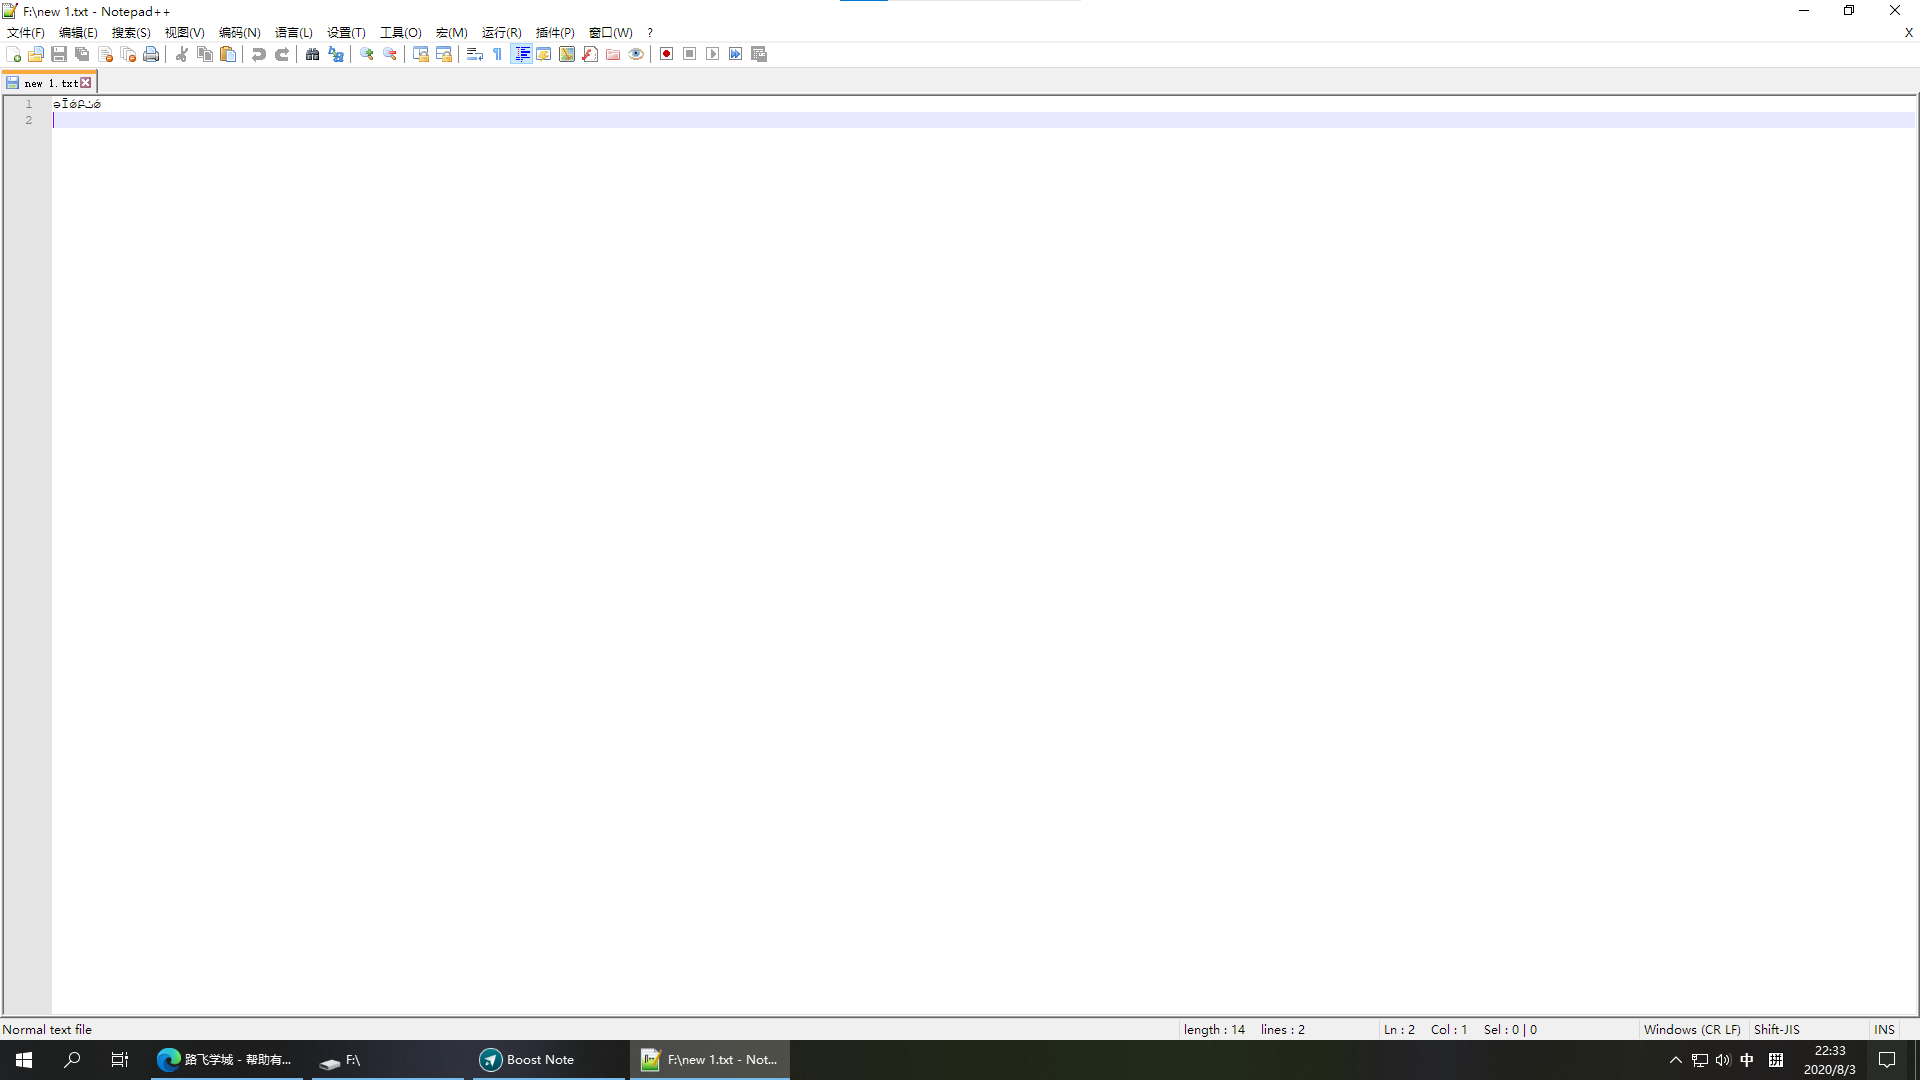 F:\new 1.txt - Notepad++
文件(F) 编辑(E) 搜索(S) 视图(V) 编码(N) 语言(L) 设置(T) 工具(O) 宏(M) 运行(R) 插件(P) 窗口(W) ? X
new 1.txt
1
2
Normal text file length : 14 lines : 2 Ln : 2 Col : 1 Sel : 0 | 0 Windows (CR LF) Shift-JIS INS
路飞学城 - 帮助有... F:\ Boost Note F:\new 1.txt - Not... 中 拼 22:33
2020/8/3